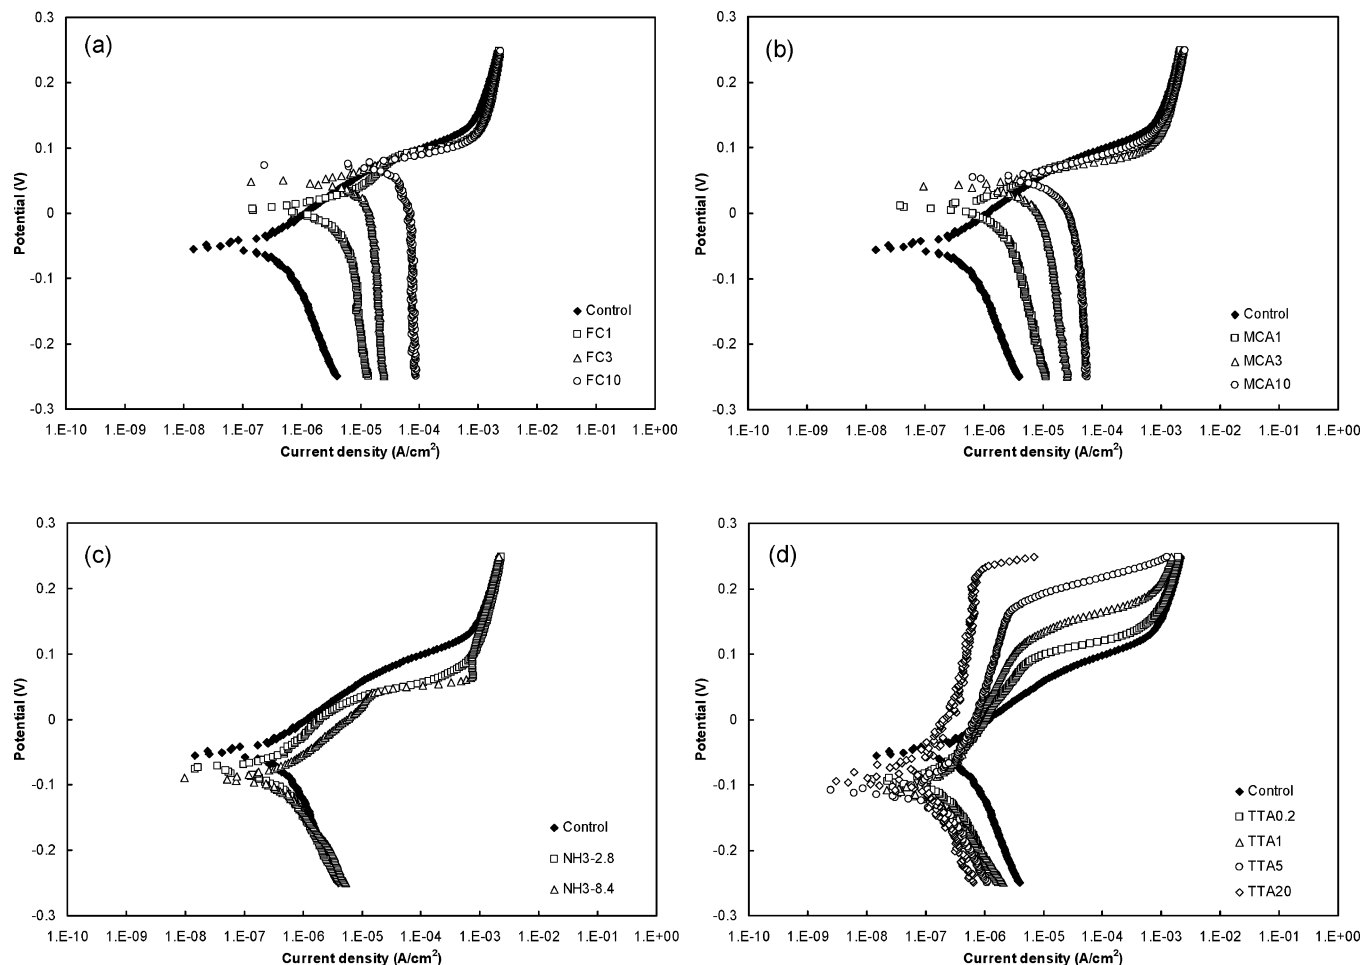 (a)
0.3
0.2
0.1
0
-0.1
-0.2
-0.3
Potential (V)
Control
FC1
FC3
FC10
1.E-10 1.E-09 1.E-08 1.E-07 1.E-06 1.E-05 1.E-04 1.E-03 1.E-02 1.E-01 1.E+00
Current density (A/cm²)
(b)
0.3
0.2
0.1
0
-0.1
-0.2
-0.3
Potential (V)
Control
MCA1
MCA3
MCA10
1.E-10 1.E-09 1.E-08 1.E-07 1.E-06 1.E-05 1.E-04 1.E-03 1.E-02 1.E-01 1.E+00
Current density (A/cm²)
(c)
0.3
0.2
0.1
0
-0.1
-0.2
-0.3
Potential (V)
Control
NH3-2.8
NH3-8.4
1.E-10 1.E-09 1.E-08 1.E-07 1.E-06 1.E-05 1.E-04 1.E-03 1.E-02 1.E-01 1.E+00
Current density (A/cm²)
(d)
0.3
0.2
0.1
0
-0.1
-0.2
-0.3
Potential (V)
Control
TTA0.2
TTA1
TTA5
TTA20
1.E-10 1.E-09 1.E-08 1.E-07 1.E-06 1.E-05 1.E-04 1.E-03 1.E-02 1.E-01 1.E+00
Current density (A/cm²)